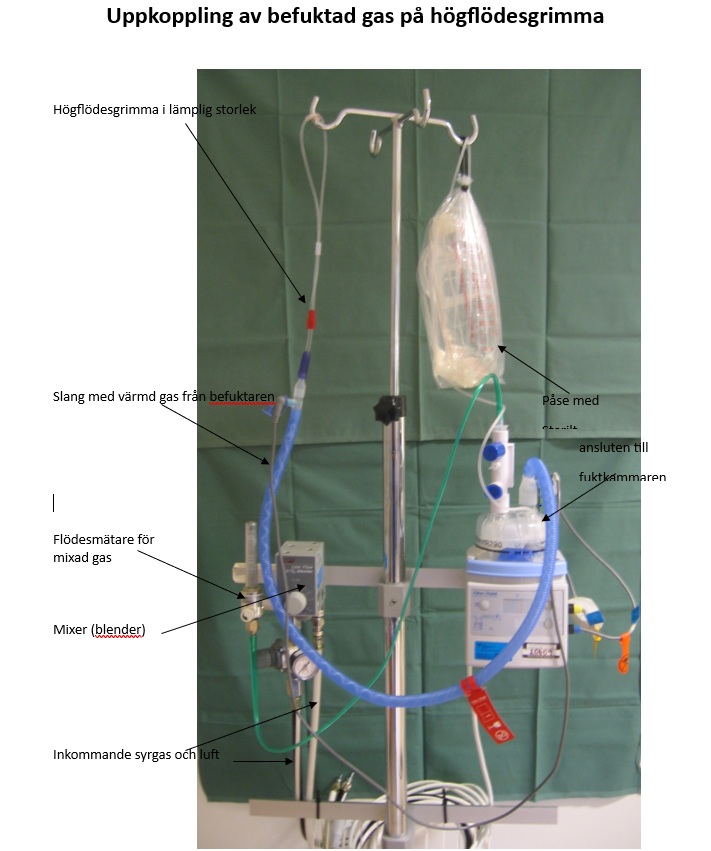 Uppkoppling av befuktad gas på högflödesgrimma
Högflödesgrimma i lämplig storlek
Slang med värmd gas från befuktaren
Påse med
Sterilt
ansluten till
fuktkammaren
Flödesmätare för
mixad gas
Mixer (blender)
Inkommande syrgas och luft